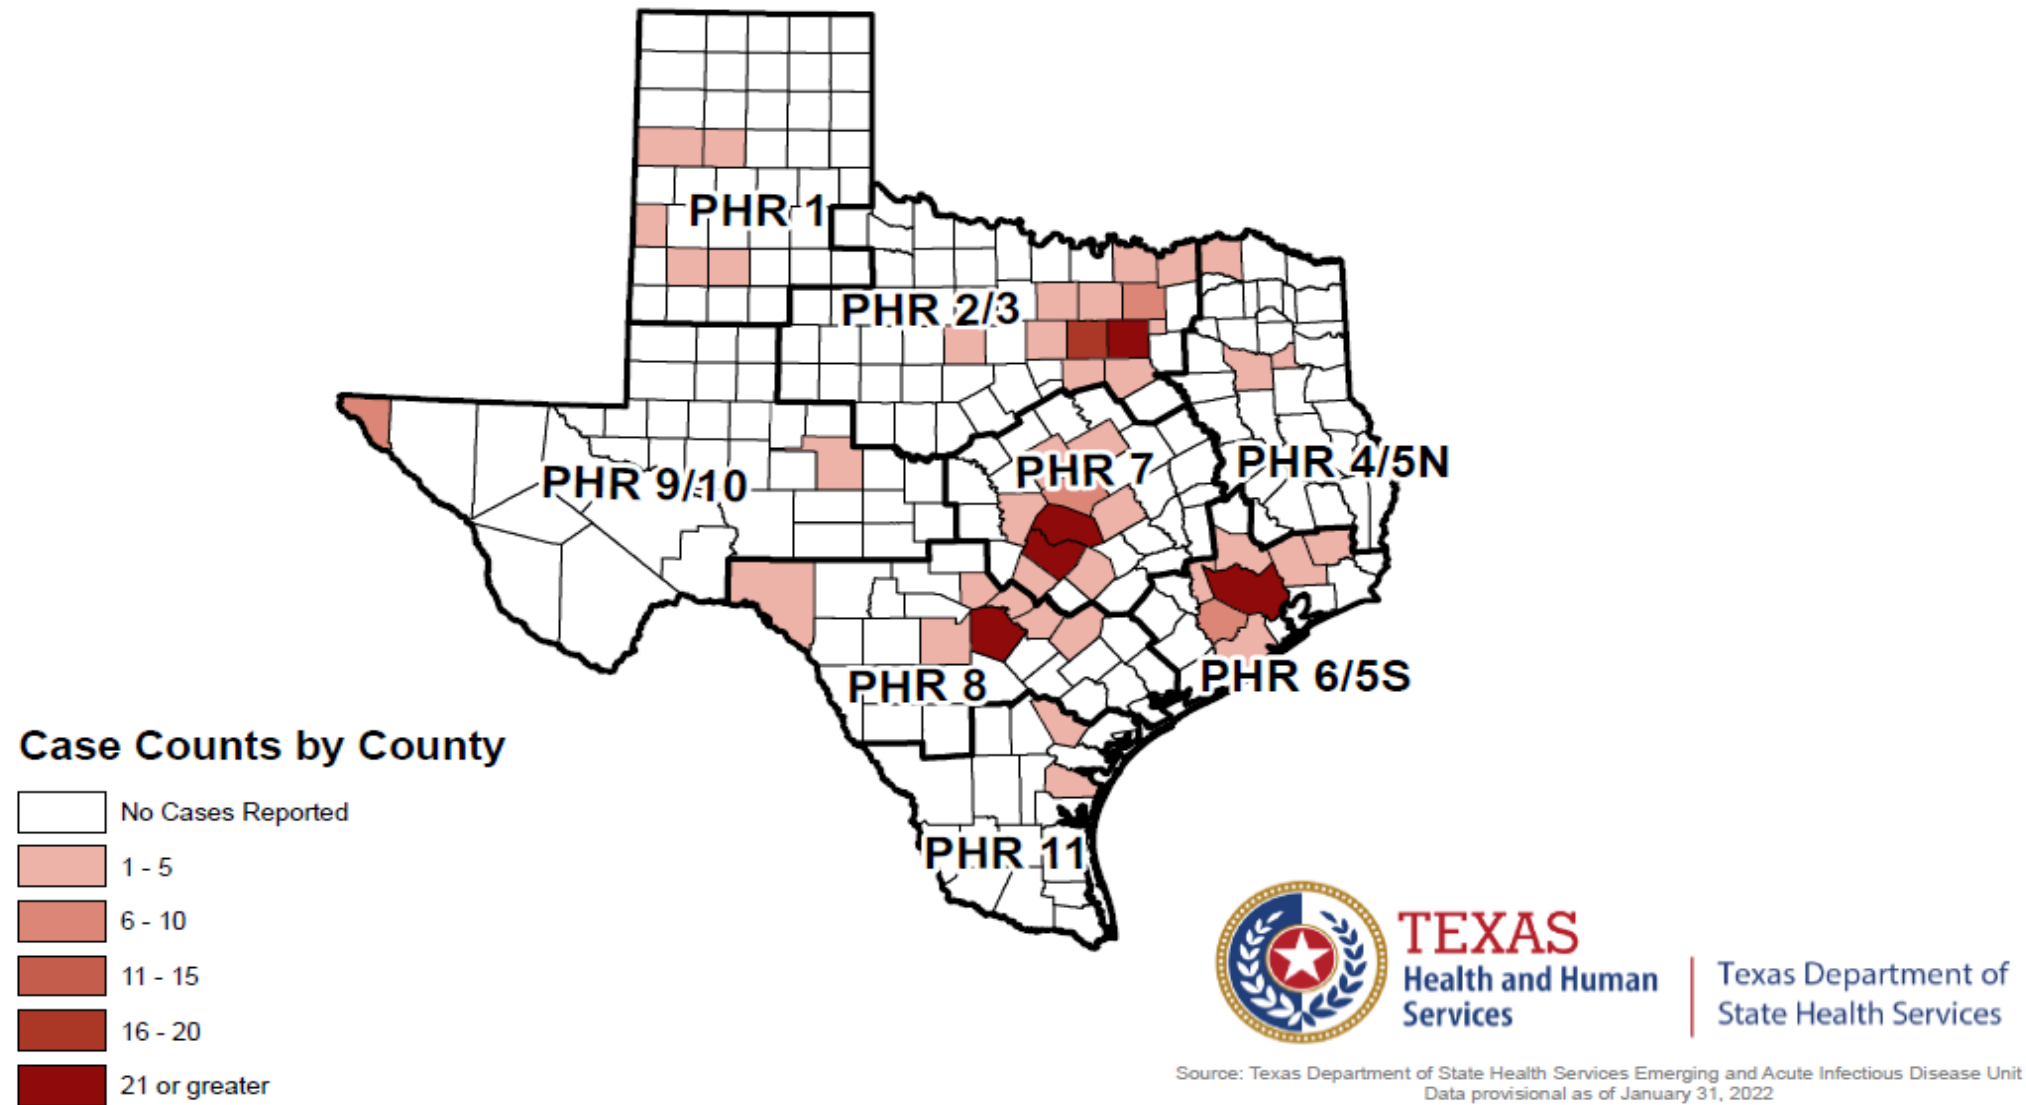 PHR 1
PHR 2/3
PHR 9/10
PHR 7
PHR 4/5N
PHR 8
PHR 6/5S
PHR 11
Case Counts by County
No Cases Reported
1 - 5
6 - 10
11 - 15
16 - 20
21 or greater
TEXAS
Health and Human
Services
Texas Department of
State Health Services
Source: Texas Department of State Health Services Emerging and Acute Infectious Disease Unit
Data provisional as of January 31, 2022